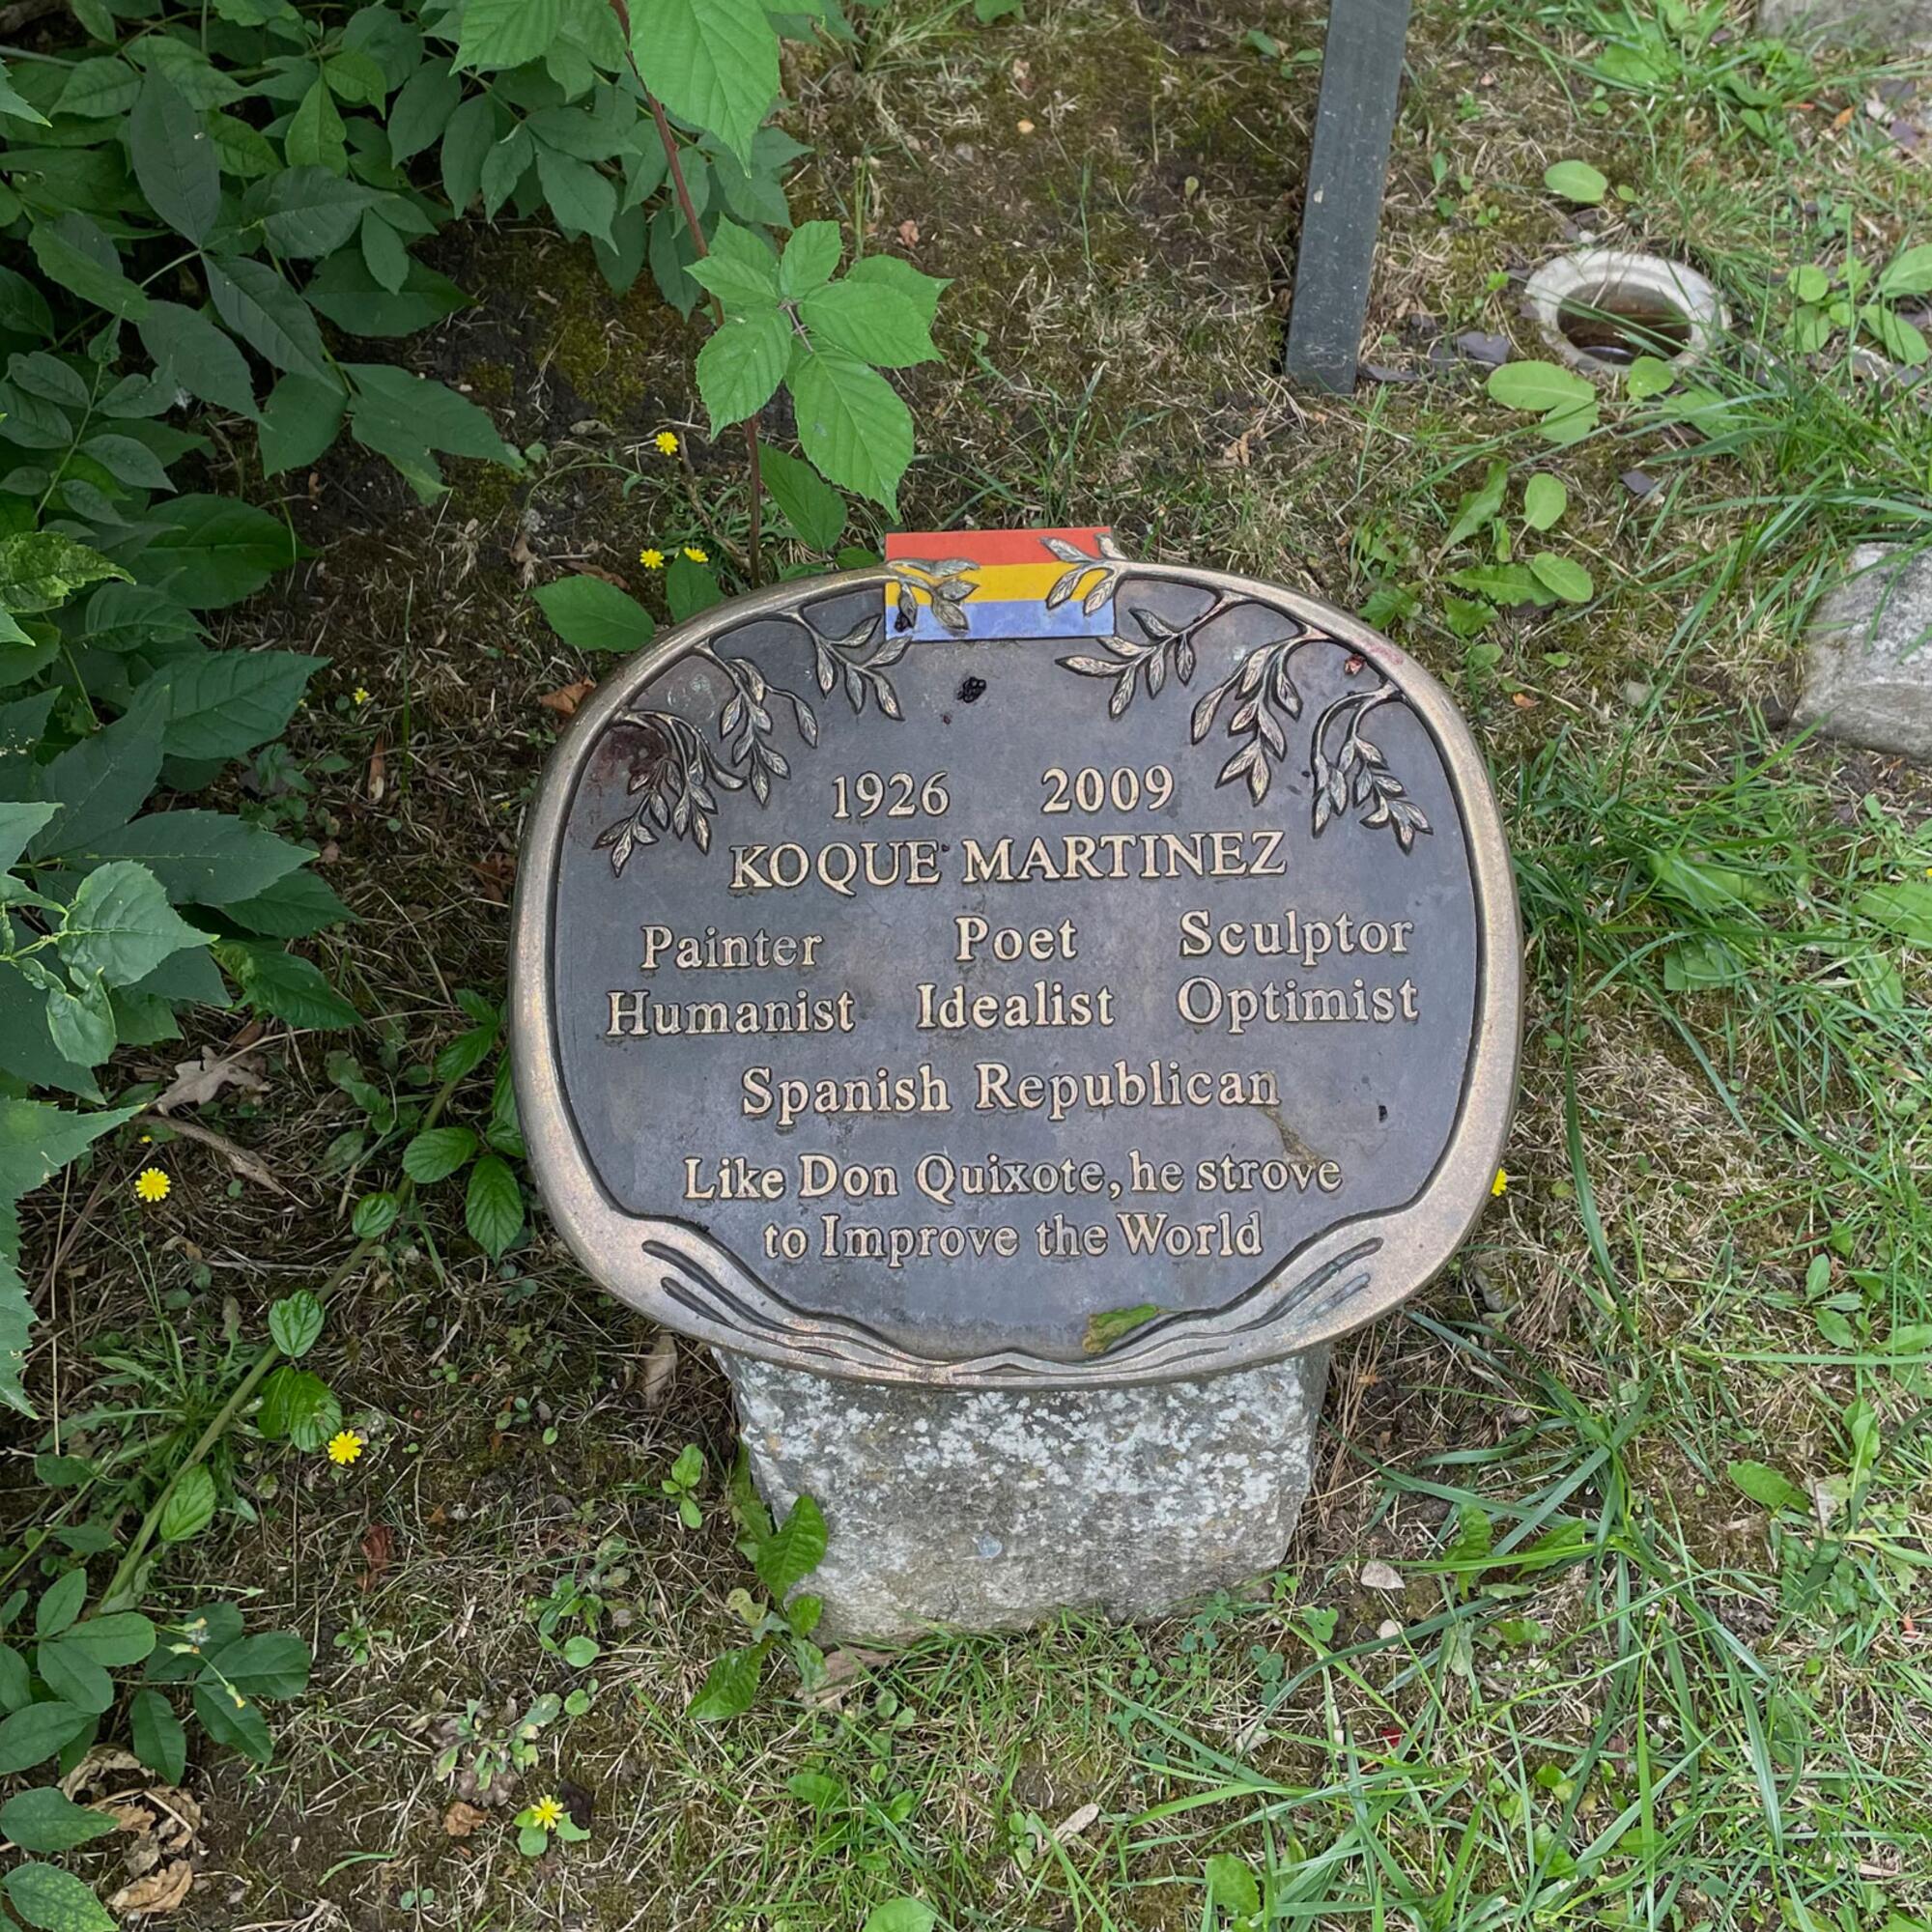 1926 2009
KOQUE MARTINEZ
Painter Poet Sculptor
Humanist Idealist Optimist
Spanish Republican
Like Don Quixote, he strove
to Improve the World